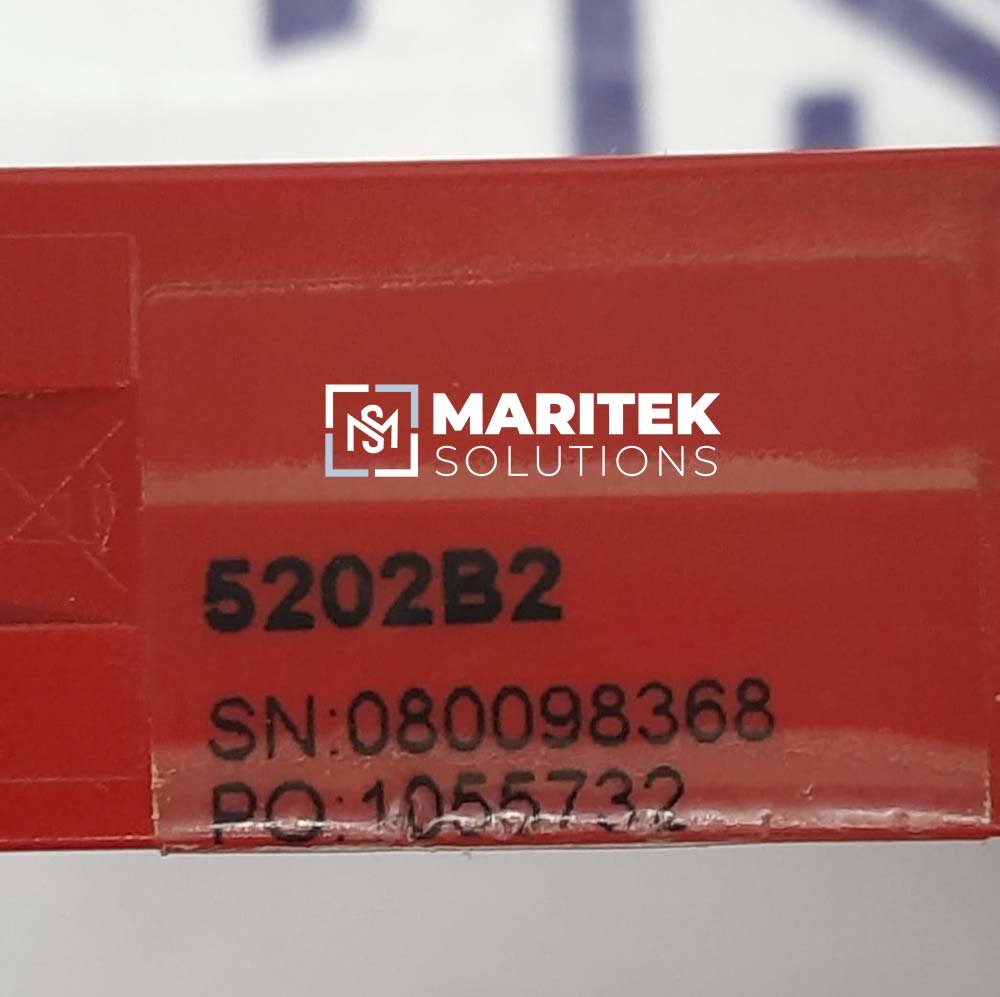 MARITEK
SOLUTIONS
5202B2
SN:080098368
PO:1055732